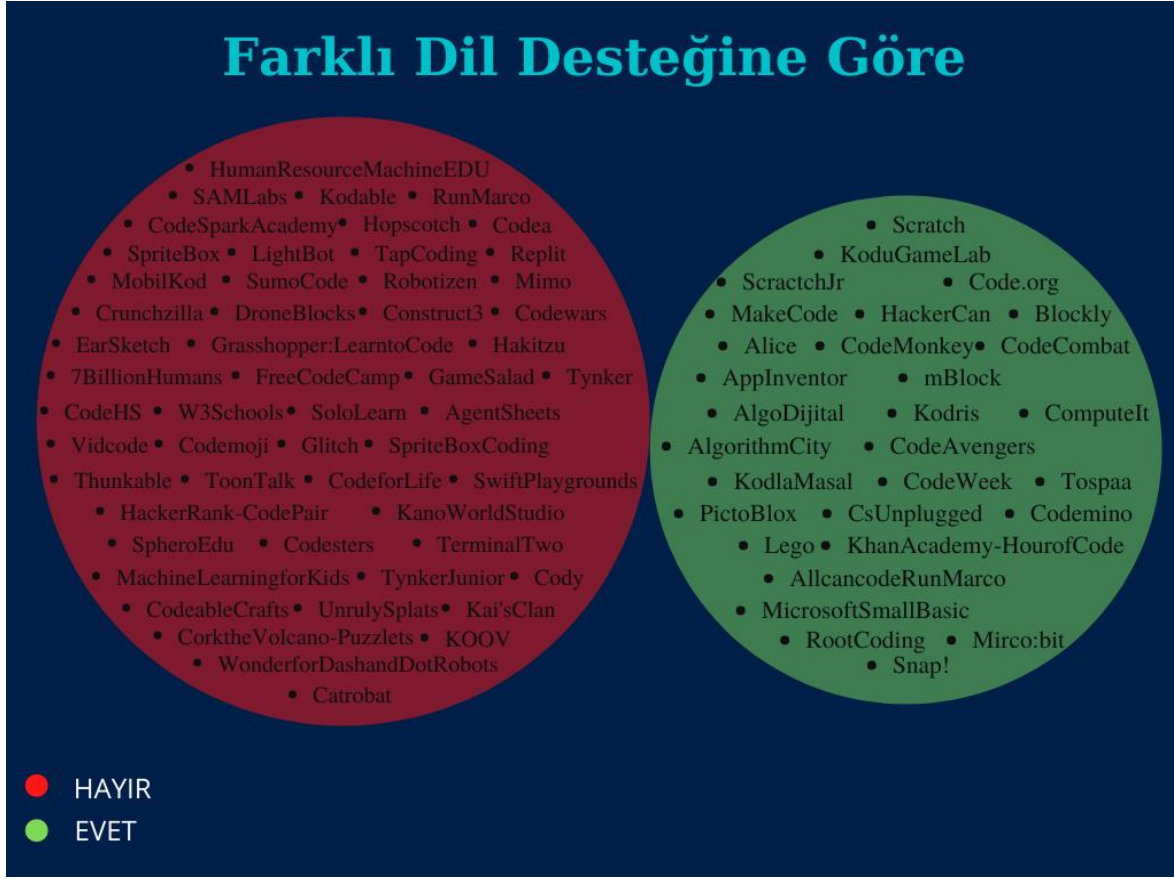 Farklı Dil Desteğine Göre
• HumanResourceMachineEDU
• SAMLabs • Kodable • RunMarco
• CodeSparkAcademy • Hopscotch • Codea
• SpriteBox • LightBot • TapCoding • Replit
• MobilKod • SumoCode • Robotizen • Mimo
• Crunchzilla • DroneBlocks • Construct3 • Codewars
• EarSketch • Grasshopper:LearntoCode • Hakitzu
• 7BillionHumans • FreeCodeCamp • GameSalad • Tynker
• CodeHS • W3Schools • SoloLearn • AgentSheets
• Vidcode • Codemoji • Glitch • SpriteBoxCoding
• Thunkable • ToonTalk • CodeforLife • SwiftPlaygrounds
• HackerRank-CodePair • KanoWorldStudio
• SpheroEdu • Codesters • TerminalTwo
• MachineLearningforKids • TynkerJunior • Cody
• CodeableCrafts • UnrulySplats • Kai'sClan
• CorktheVolcano-Puzzlets • KOOV
• WonderforDashandDotRobots
• Catrobat
• Scratch
• KoduGameLab
• ScractchJr • Code.org
• MakeCode • HackerCan • Blockly
• Alice • CodeMonkey • CodeCombat
• AppInventor • mBlock
• AlgoDijital • Kodris • ComputeIt
• AlgorithmCity • CodeAvengers
• KodlaMasal • CodeWeek • Tospaa
• PictoBlox • CsUnplugged • Codemino
• Lego • KhanAcademy-HourofCode
• AllcancodeRunMarco
• MicrosoftSmallBasic
• RootCoding • Mirco:bit
• Snap!
HAYIR
EVET